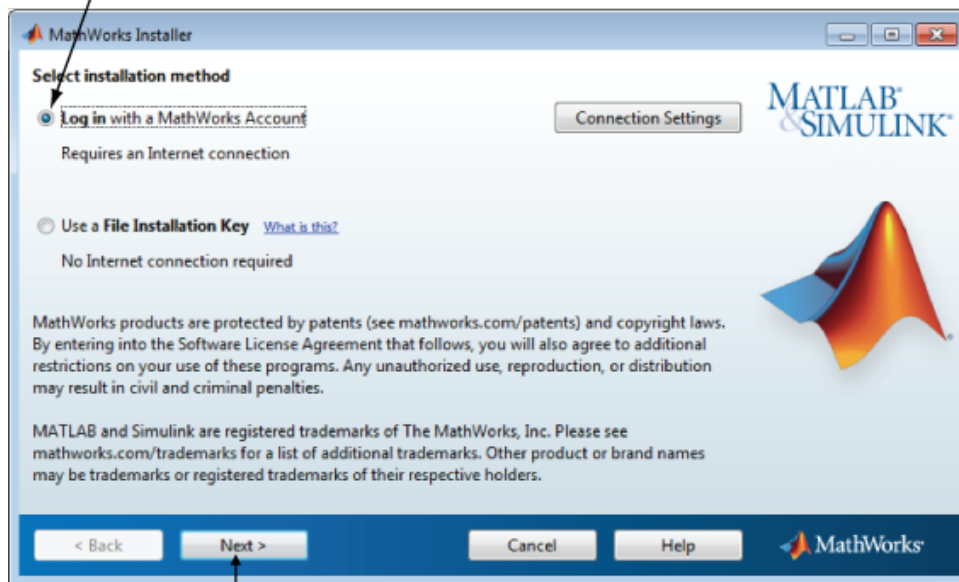 MathWorks Installer
Select installation method
Log in with a MathWorks Account
Connection Settings
MATLAB®
&SIMULINK®
Requires an Internet connection
Use a File Installation Key What is this?
No Internet connection required
MathWorks products are protected by patents (see mathworks.com/patents) and copyright laws.
By entering into the Software License Agreement that follows, you will also agree to additional
restrictions on your use of these programs. Any unauthorized use, reproduction, or distribution
may result in civil and criminal penalties.
MATLAB and Simulink are registered trademarks of The MathWorks, Inc. Please see
mathworks.com/trademarks for a list of additional trademarks. Other product or brand names
may be trademarks or registered trademarks of their respective holders.
< Back
Next >
Cancel
Help
MathWorks®